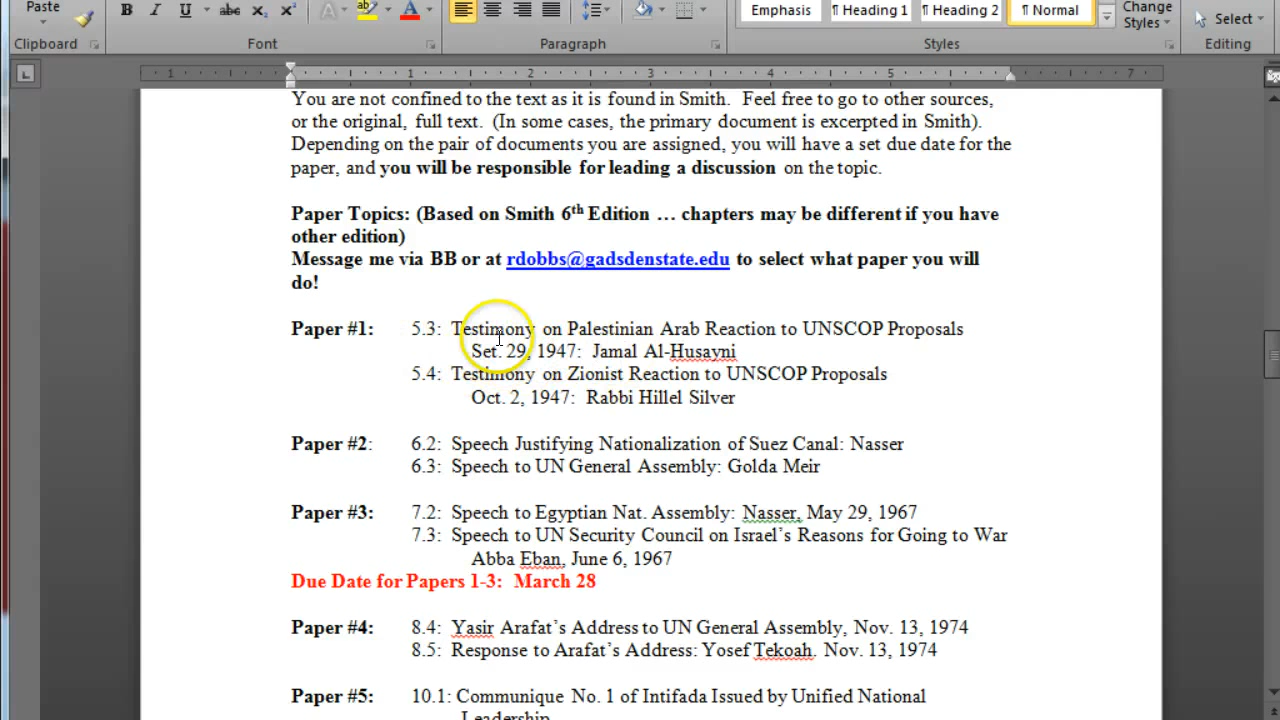 Paste
B I U abc x₂ x² A ab A
Emphasis ¶ Heading 1 ¶ Heading 2 ¶ Normal Change Styles Select
Clipboard Font Paragraph Styles Editing
1 1 2 3 4 5 7
You are not confined to the text as it is found in Smith. Feel free to go to other sources,
or the original, full text. (In some cases, the primary document is excerpted in Smith).
Depending on the pair of documents you are assigned, you will have a set due date for the
paper, and you will be responsible for leading a discussion on the topic.
Paper Topics: (Based on Smith 6th Edition … chapters may be different if you have
other edition)
Message me via BB or at rdobbs@gadsdenstate.edu to select what paper you will
do!
Paper #1: 5.3: Testimony on Palestinian Arab Reaction to UNSCOP Proposals
Set. 29, 1947: Jamal Al-Husayni
5.4: Testimony on Zionist Reaction to UNSCOP Proposals
Oct. 2, 1947: Rabbi Hillel Silver
Paper #2: 6.2: Speech Justifying Nationalization of Suez Canal: Nasser
6.3: Speech to UN General Assembly: Golda Meir
Paper #3: 7.2: Speech to Egyptian Nat. Assembly: Nasser, May 29, 1967
7.3: Speech to UN Security Council on Israel's Reasons for Going to War
Abba Eban, June 6, 1967
Due Date for Papers 1-3: March 28
Paper #4: 8.4: Yasir Arafat's Address to UN General Assembly, Nov. 13, 1974
8.5: Response to Arafat's Address: Yosef Tekoah. Nov. 13, 1974
Paper #5: 10.1: Communique No. 1 of Intifada Issued by Unified National
Leadership